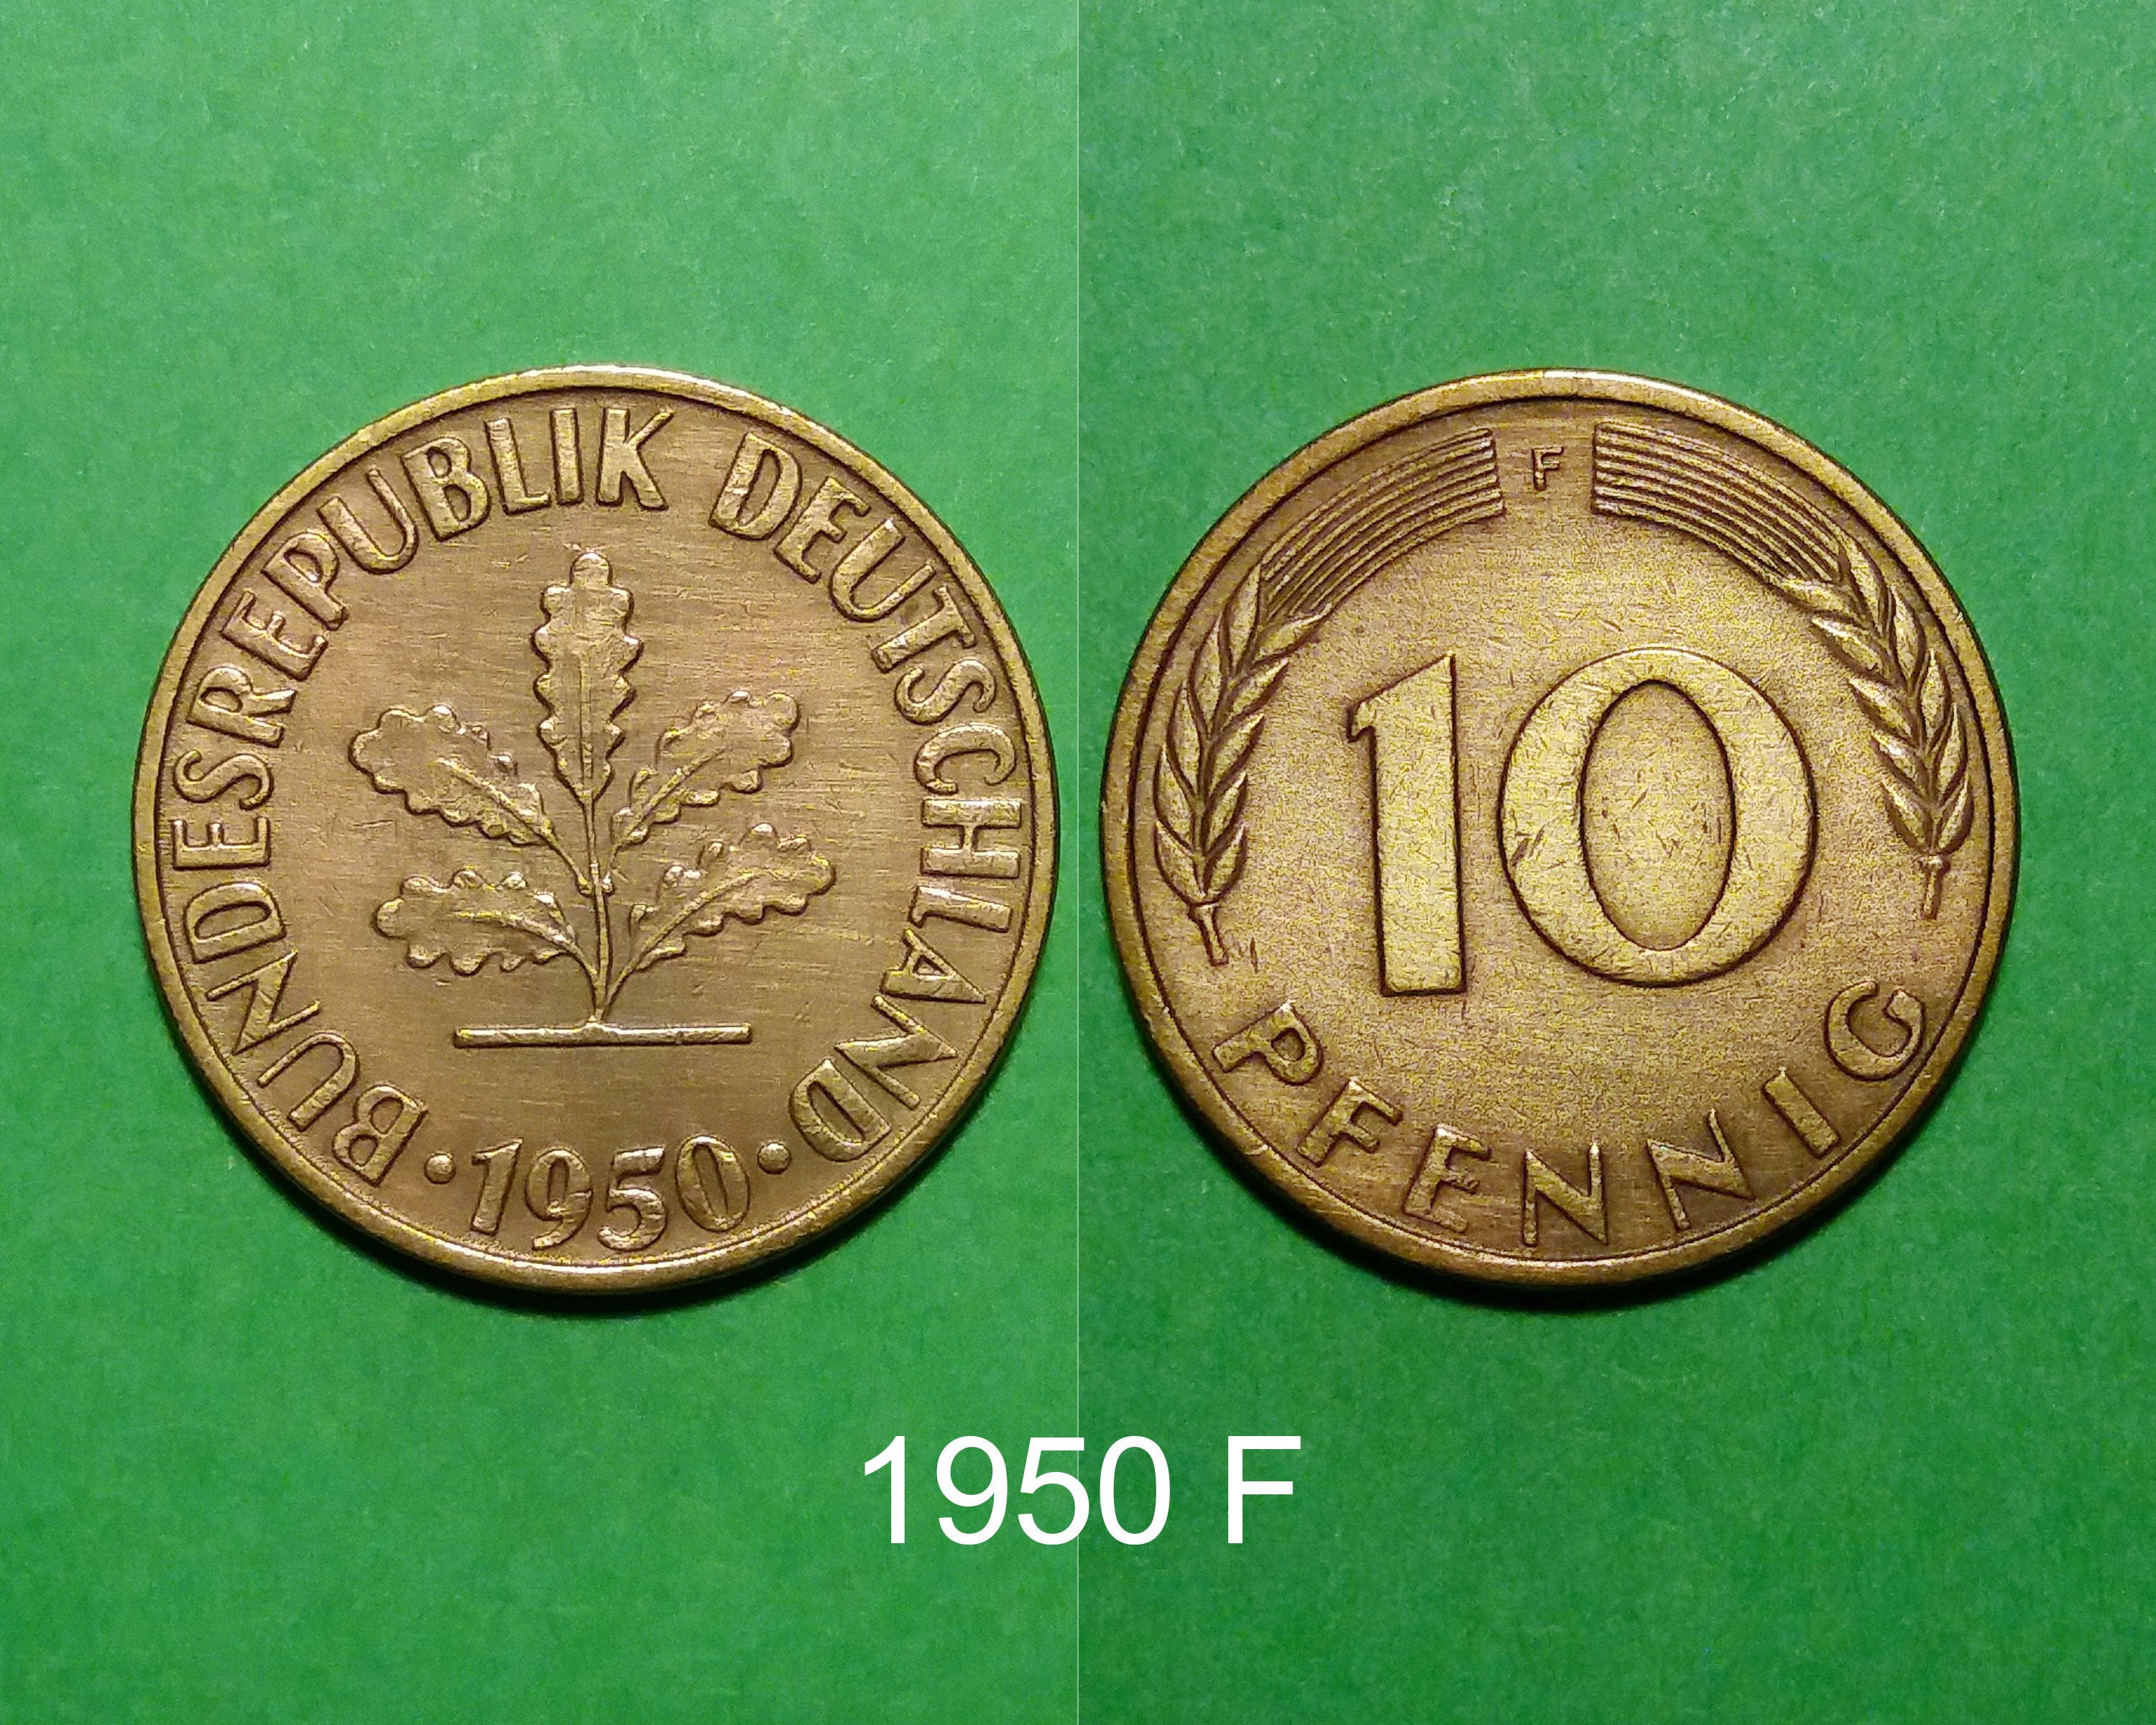 BUNDESREPUBLIK DEUTSCHLAND
• 1950 •
F
10
PFENNIG
1950 F